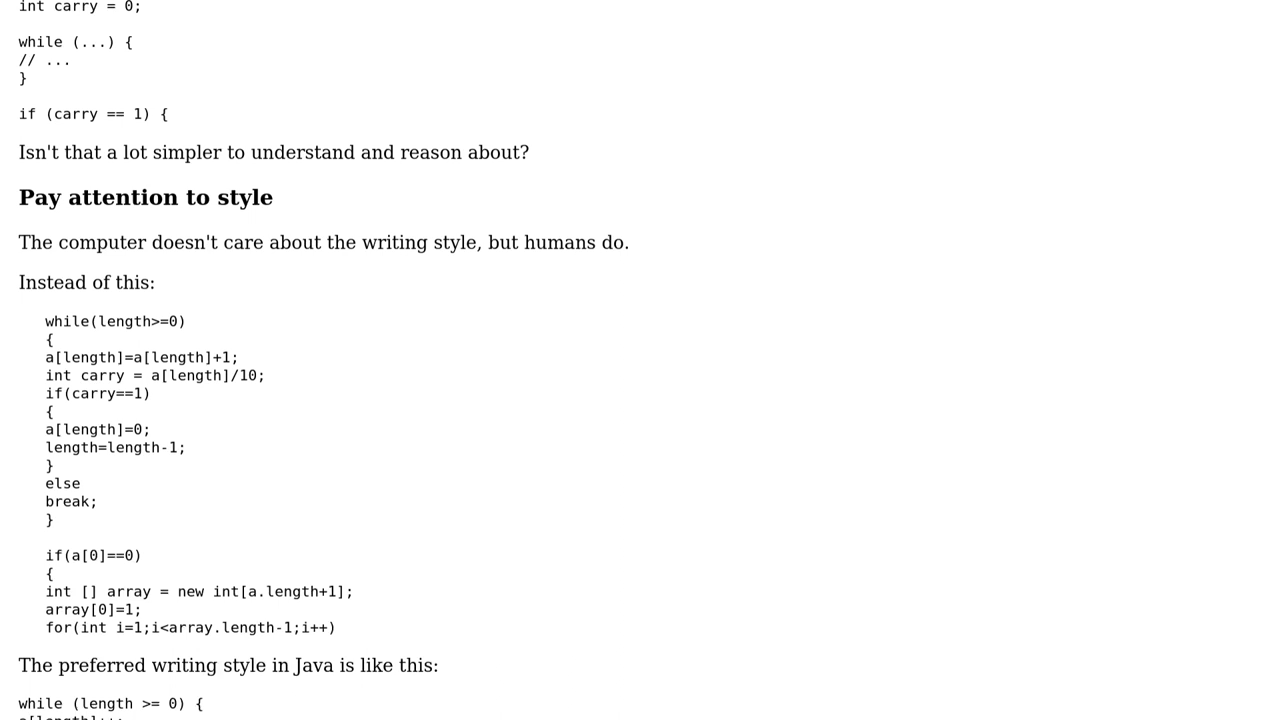 int carry = 0;
while (...) {
// ...
}
if (carry == 1) {
Isn't that a lot simpler to understand and reason about?
Pay attention to style
The computer doesn't care about the writing style, but humans do.
Instead of this:
while(length>=0)
{
a[length]=a[length]+1;
int carry = a[length]/10;
if(carry==1)
{
a[length]=0;
length=length-1;
}
else
break;
}
if(a[0]==0)
{
int [] array = new int[a.length+1];
array[0]=1;
for(int i=1;i<array.length-1;i++)
The preferred writing style in Java is like this:
while (length >= 0) {